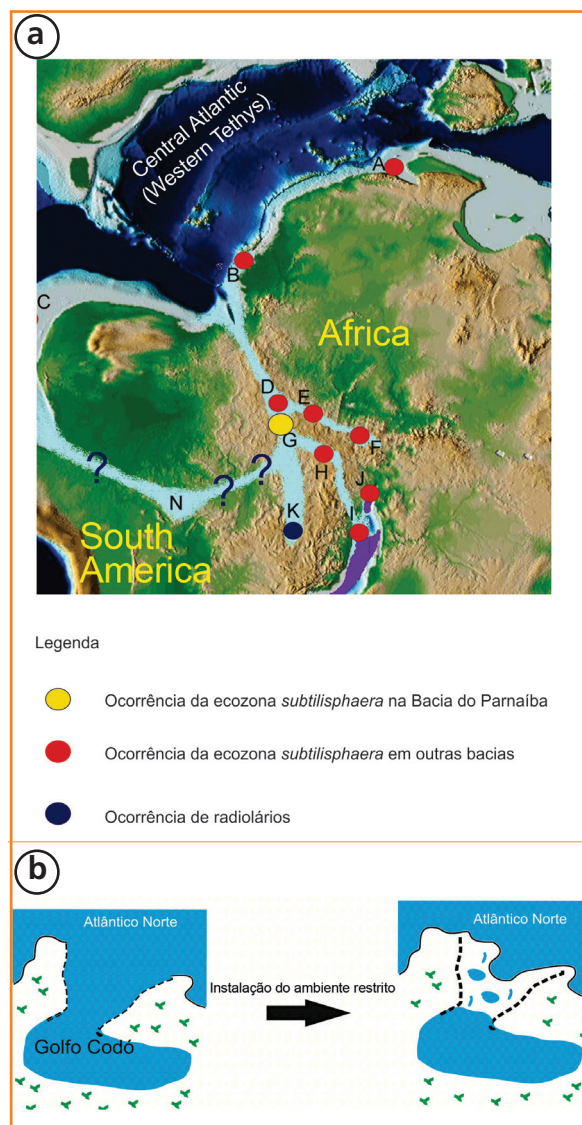 a
Central Atlantic
(Western Tethys)
A
B
C
Africa
D
E
F
G
H
J
?
?
?
N
K
I
South
America
Legenda
Ocorrência da ecozona subtilisphaera na Bacia do Parnaíba
Ocorrência da ecozona subtilisphaera em outras bacias
Ocorrência de radiolários
b
Atlântico Norte
Atlântico Norte
Instalação do ambiente restrito
Golfo Codó